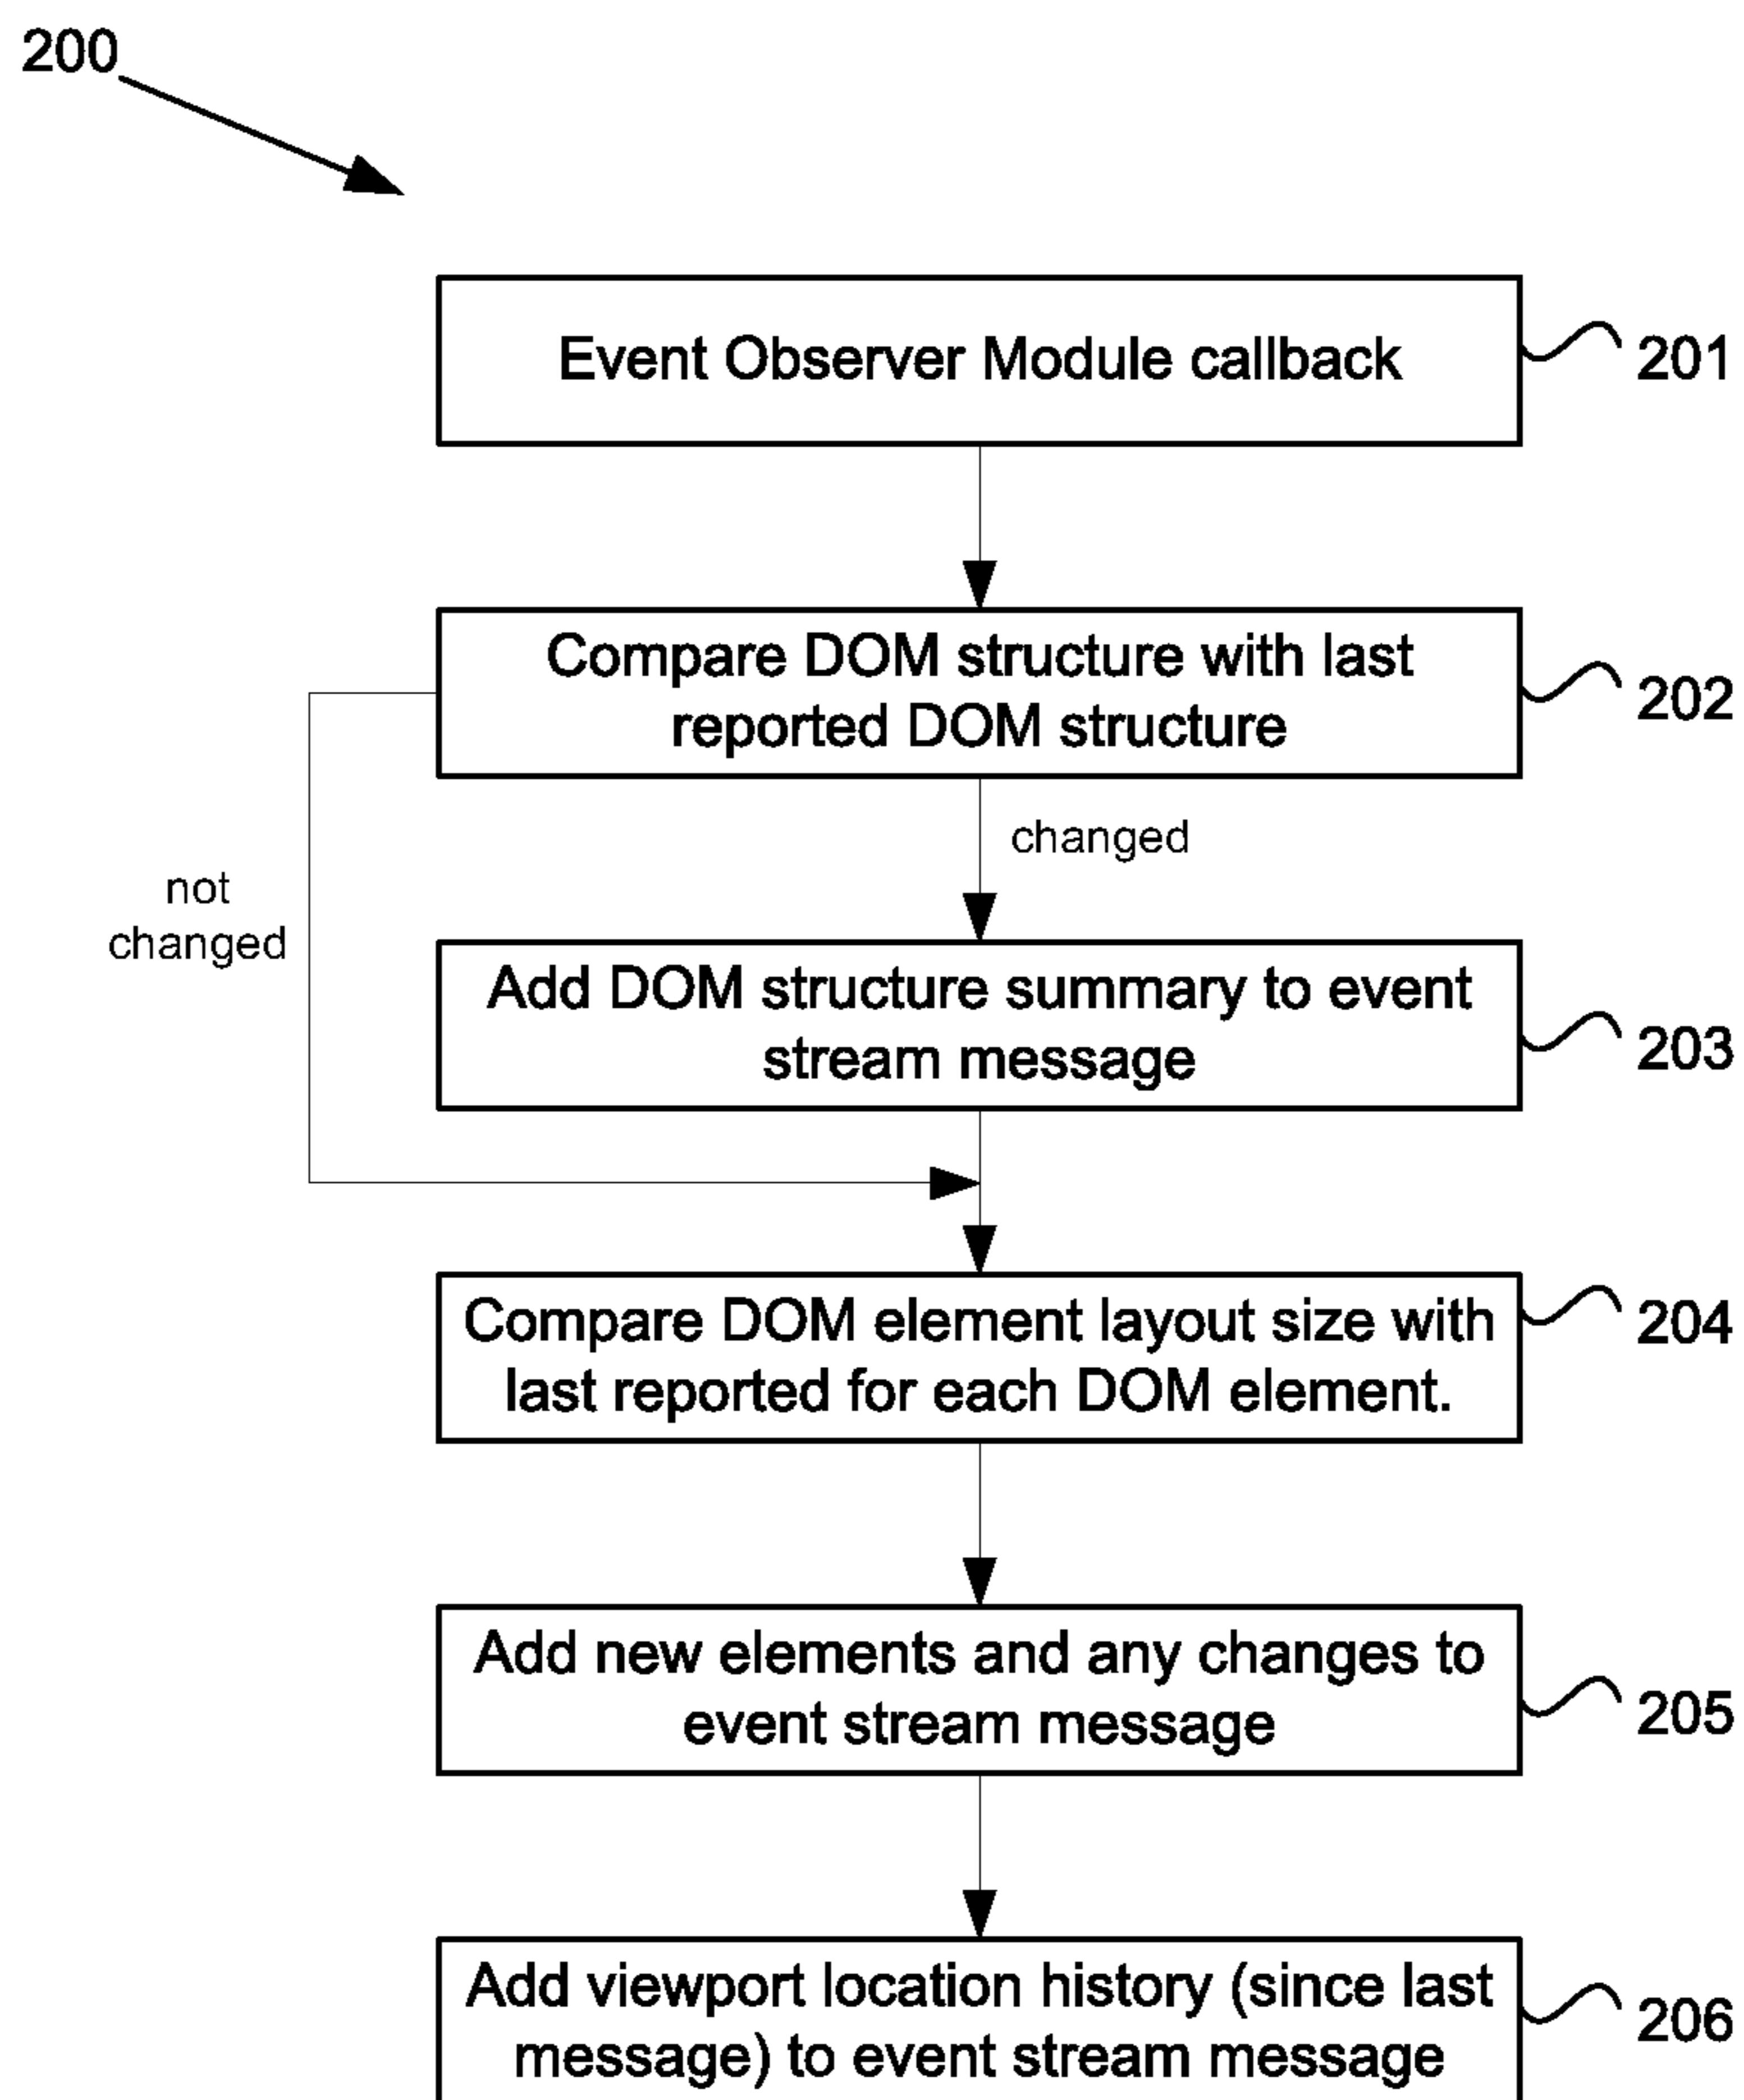 200
Event Observer Module callback
201
Compare DOM structure with last
reported DOM structure
202
changed
not
changed
Add DOM structure summary to event
stream message
203
Compare DOM element layout size with
last reported for each DOM element.
204
Add new elements and any changes to
event stream message
205
Add viewport location history (since last
message) to event stream message
206